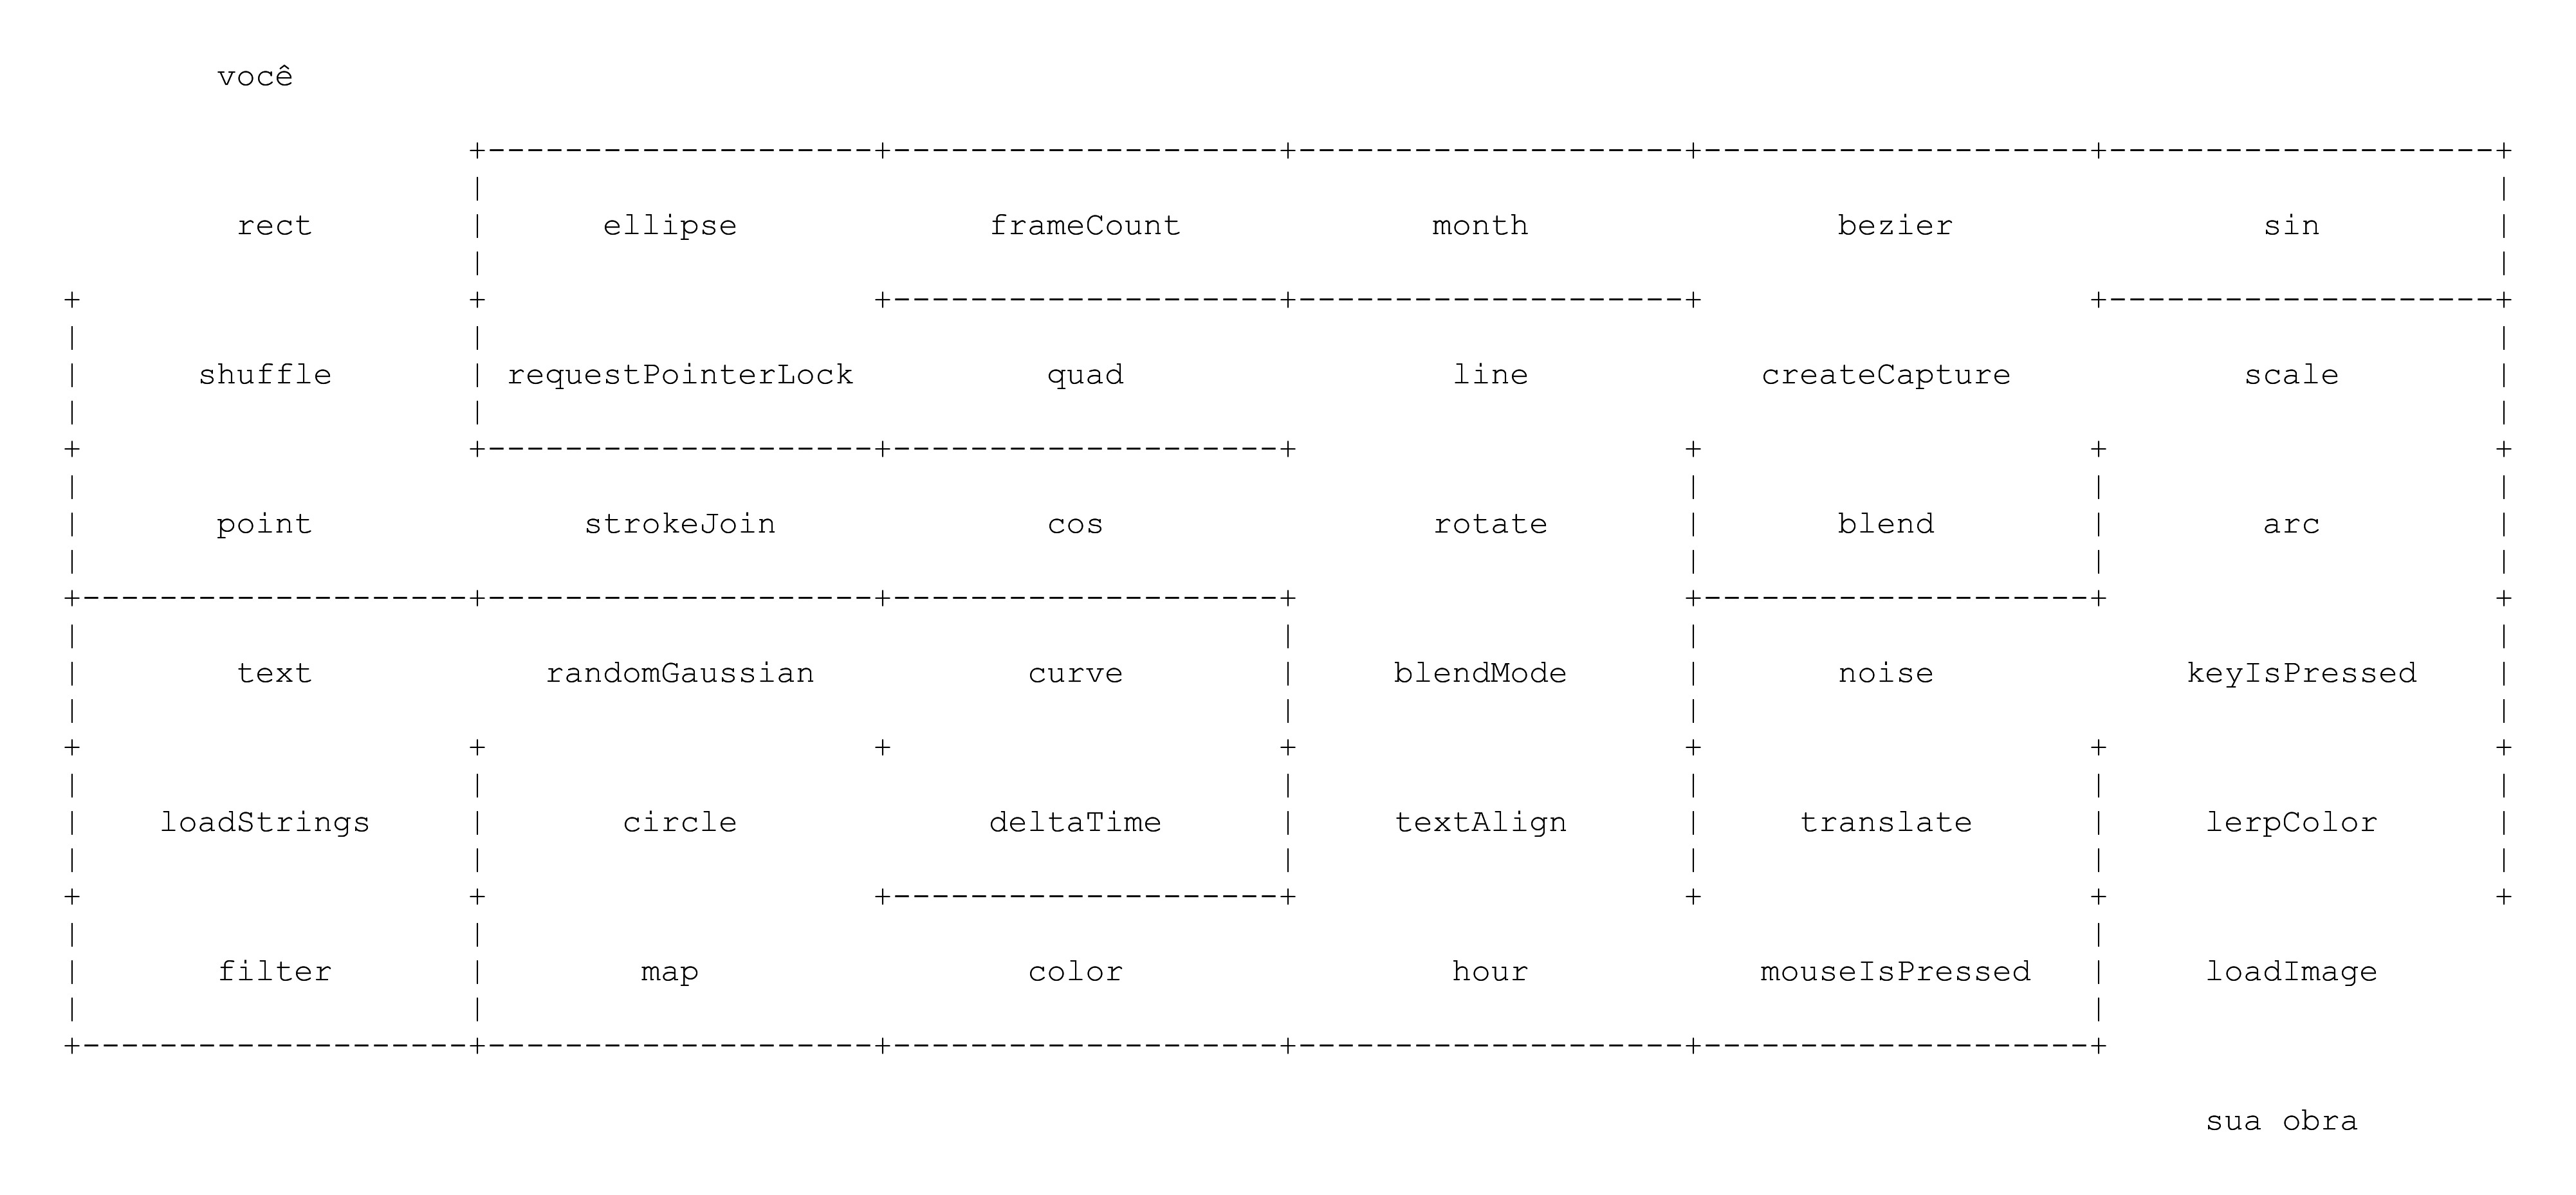 você
rect ellipse frameCount month bezier sin
shuffle requestPointerLock quad line createCapture scale
point strokeJoin cos rotate blend arc
text randomGaussian curve blendMode noise keyIsPressed
loadStrings circle deltaTime textAlign translate lerpColor
filter map color hour mouseIsPressed loadImage
sua obra